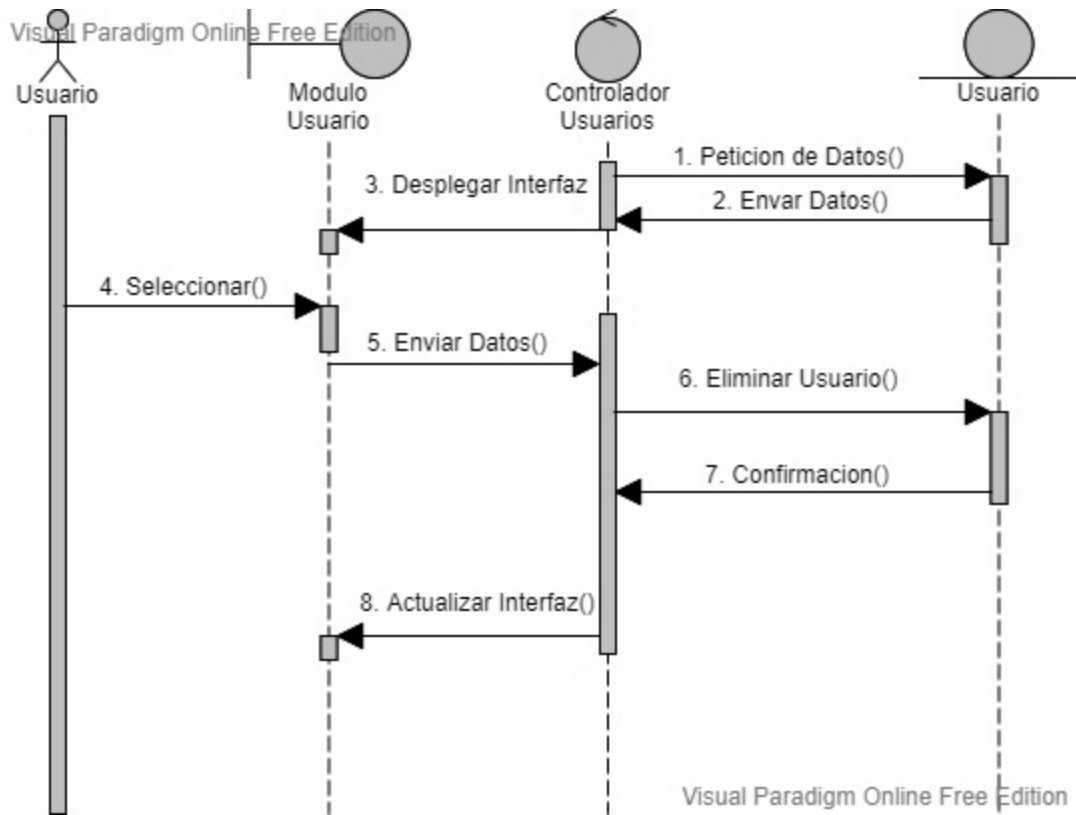 Visual Paradigm Online Free Edition
Usuario
Modulo
Usuario
Controlador
Usuarios
Usuario
1. Peticion de Datos()
3. Desplegar Interfaz
2. Envar Datos()
4. Seleccionar()
5. Enviar Datos()
6. Eliminar Usuario()
7. Confirmacion()
8. Actualizar Interfaz()
Visual Paradigm Online Free Edition